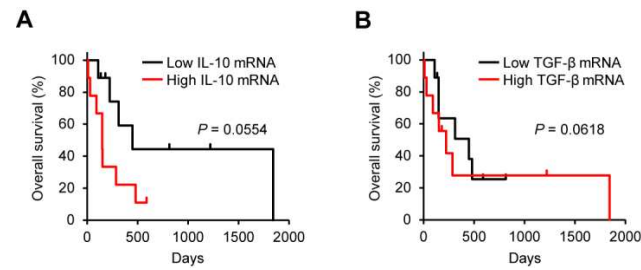 A
Overall survival (%)
100
80
60
40
20
0
Low IL-10 mRNA
High IL-10 mRNA
P = 0.0554
0 500 1000 1500 2000
Days
B
Overall survival (%)
100
80
60
40
20
0
Low TGF-β mRNA
High TGF-β mRNA
P = 0.0618
0 500 1000 1500 2000
Days